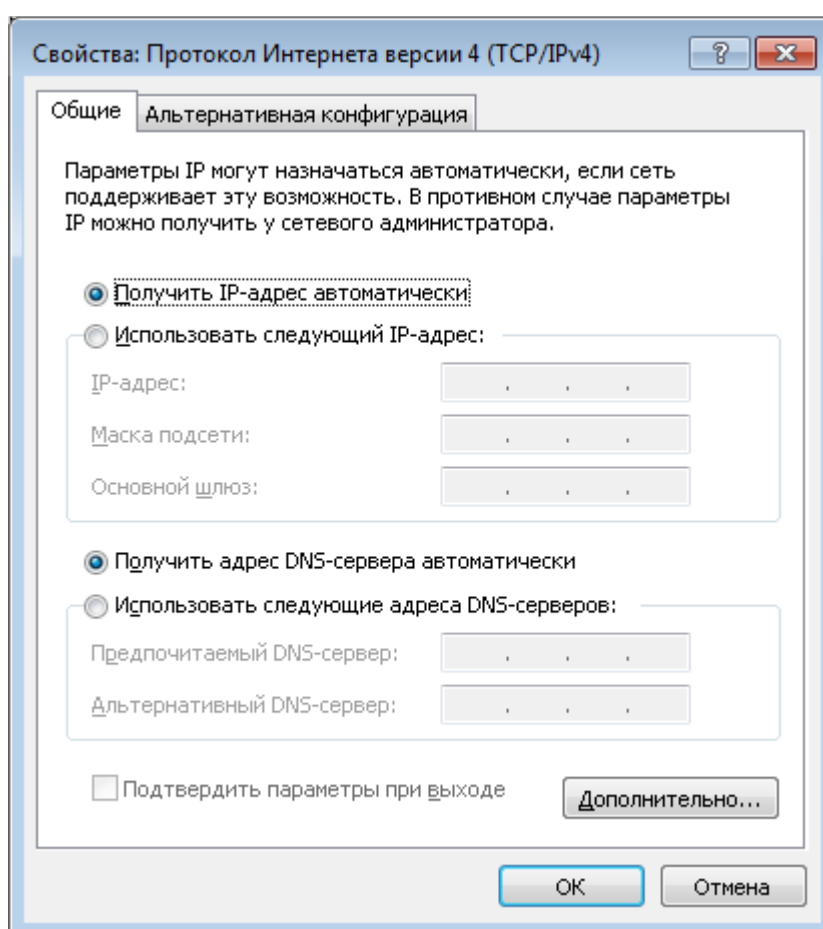 Свойства: Протокол Интернета версии 4 (TCP/IPv4)
Общие
Альтернативная конфигурация
Параметры IP могут назначаться автоматически, если сеть
поддерживает эту возможность. В противном случае параметры
IP можно получить у сетевого администратора.
Получить IP-адрес автоматически
Использовать следующий IP-адрес:
IP-адрес:
Маска подсети:
Основной шлюз:
Получить адрес DNS-сервера автоматически
Использовать следующие адреса DNS-серверов:
Предпочитаемый DNS-сервер:
Альтернативный DNS-сервер:
Подтвердить параметры при выходе
Дополнительно...
ОК
Отмена